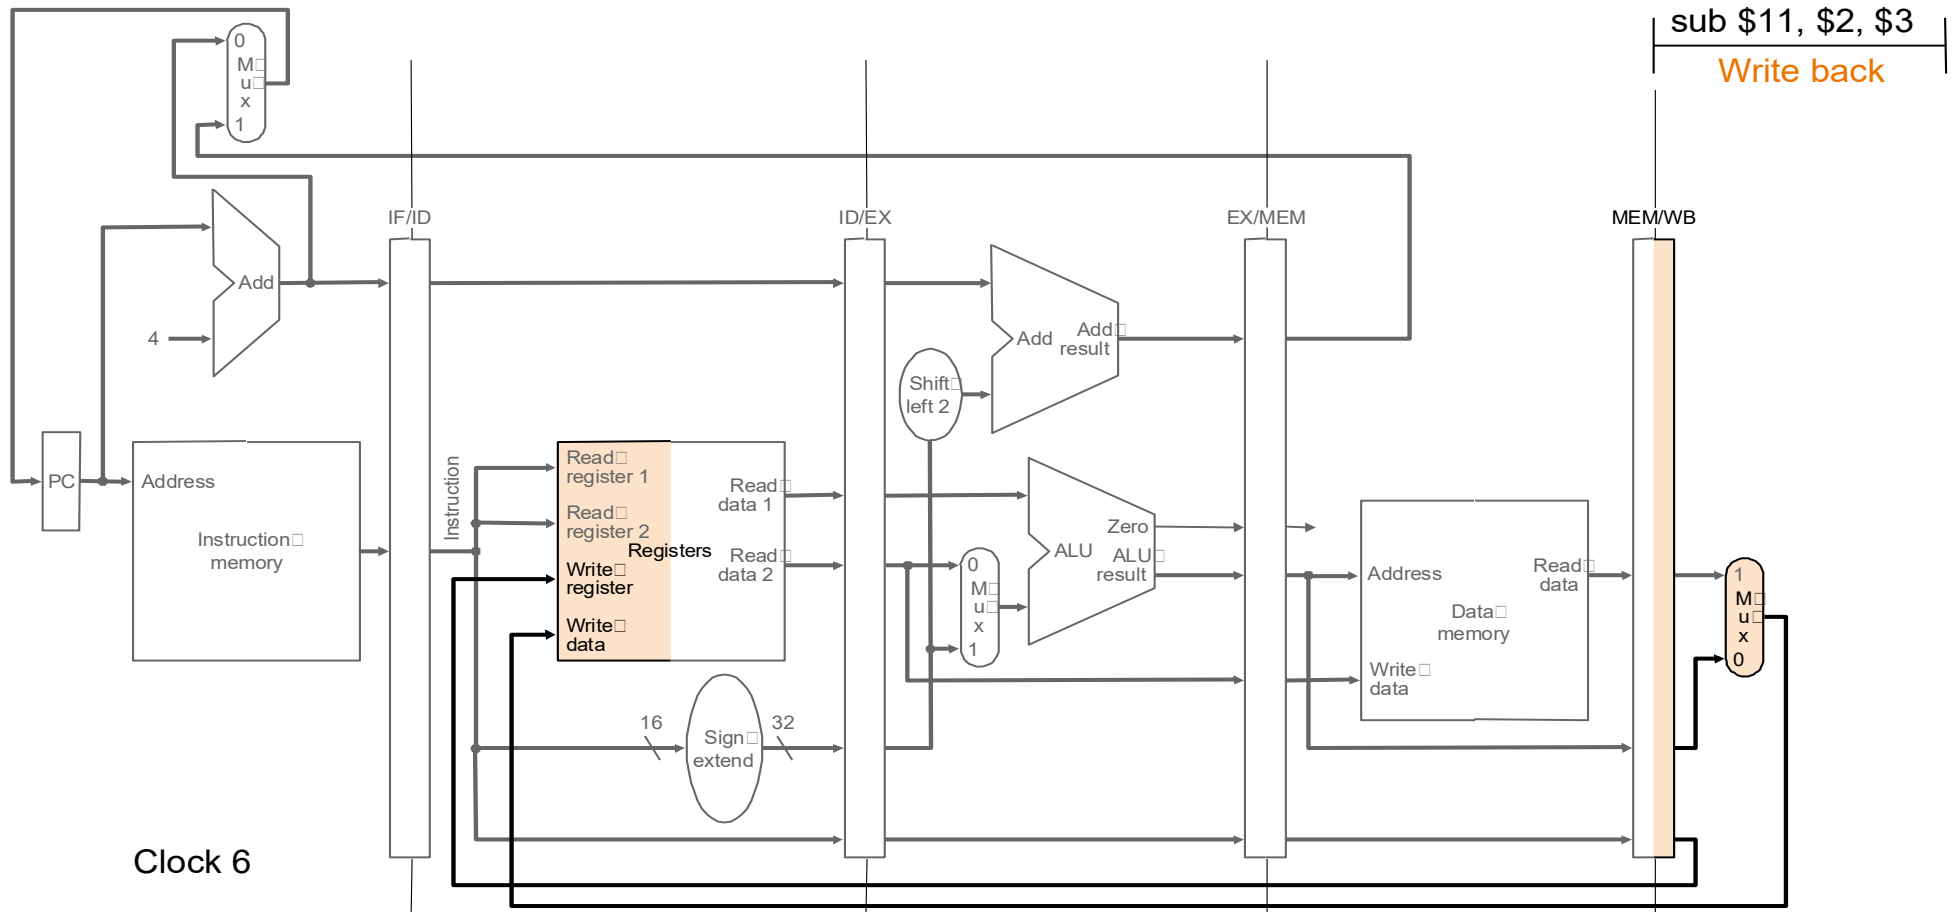 sub $11, $2, $3
Write back
0
M
u
x
1
IF/ID
ID/EX
EX/MEM
MEM/WB
Add
4
Add
Add
result
Shift
left 2
PC
Address
Instruction
memory
Instruction
Read
register 1
Read
register 2
Registers
Write
register
Write
data
Read
data 1
Read
data 2
0
M
u
x
1
Zero
ALU
ALU
result
Address
Read
data
Data
memory
Write
data
1
M
u
x
0
16
Sign
extend
32
Clock 6